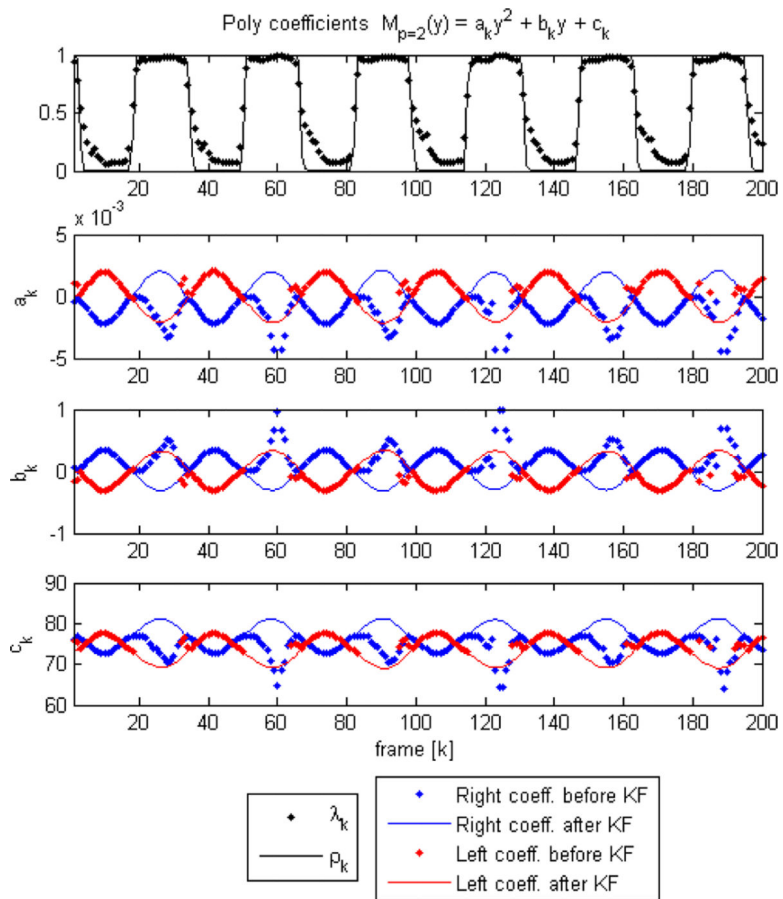 Poly coefficients M_{p=2}(y) = a_k y² + b_k y + c_k
1
0.5
0
20 40 60 80 100 120 140 160 180 200
x 10⁻³
5
0
-5
a_k
20 40 60 80 100 120 140 160 180 200
1
0
-1
b_k
20 40 60 80 100 120 140 160 180 200
90
80
70
60
c_k
20 40 60 80 100 120 140 160 180 200
frame [k]
λ_k
ρ_k
Right coeff. before KF
Right coeff. after KF
Left coeff. before KF
Left coeff. after KF